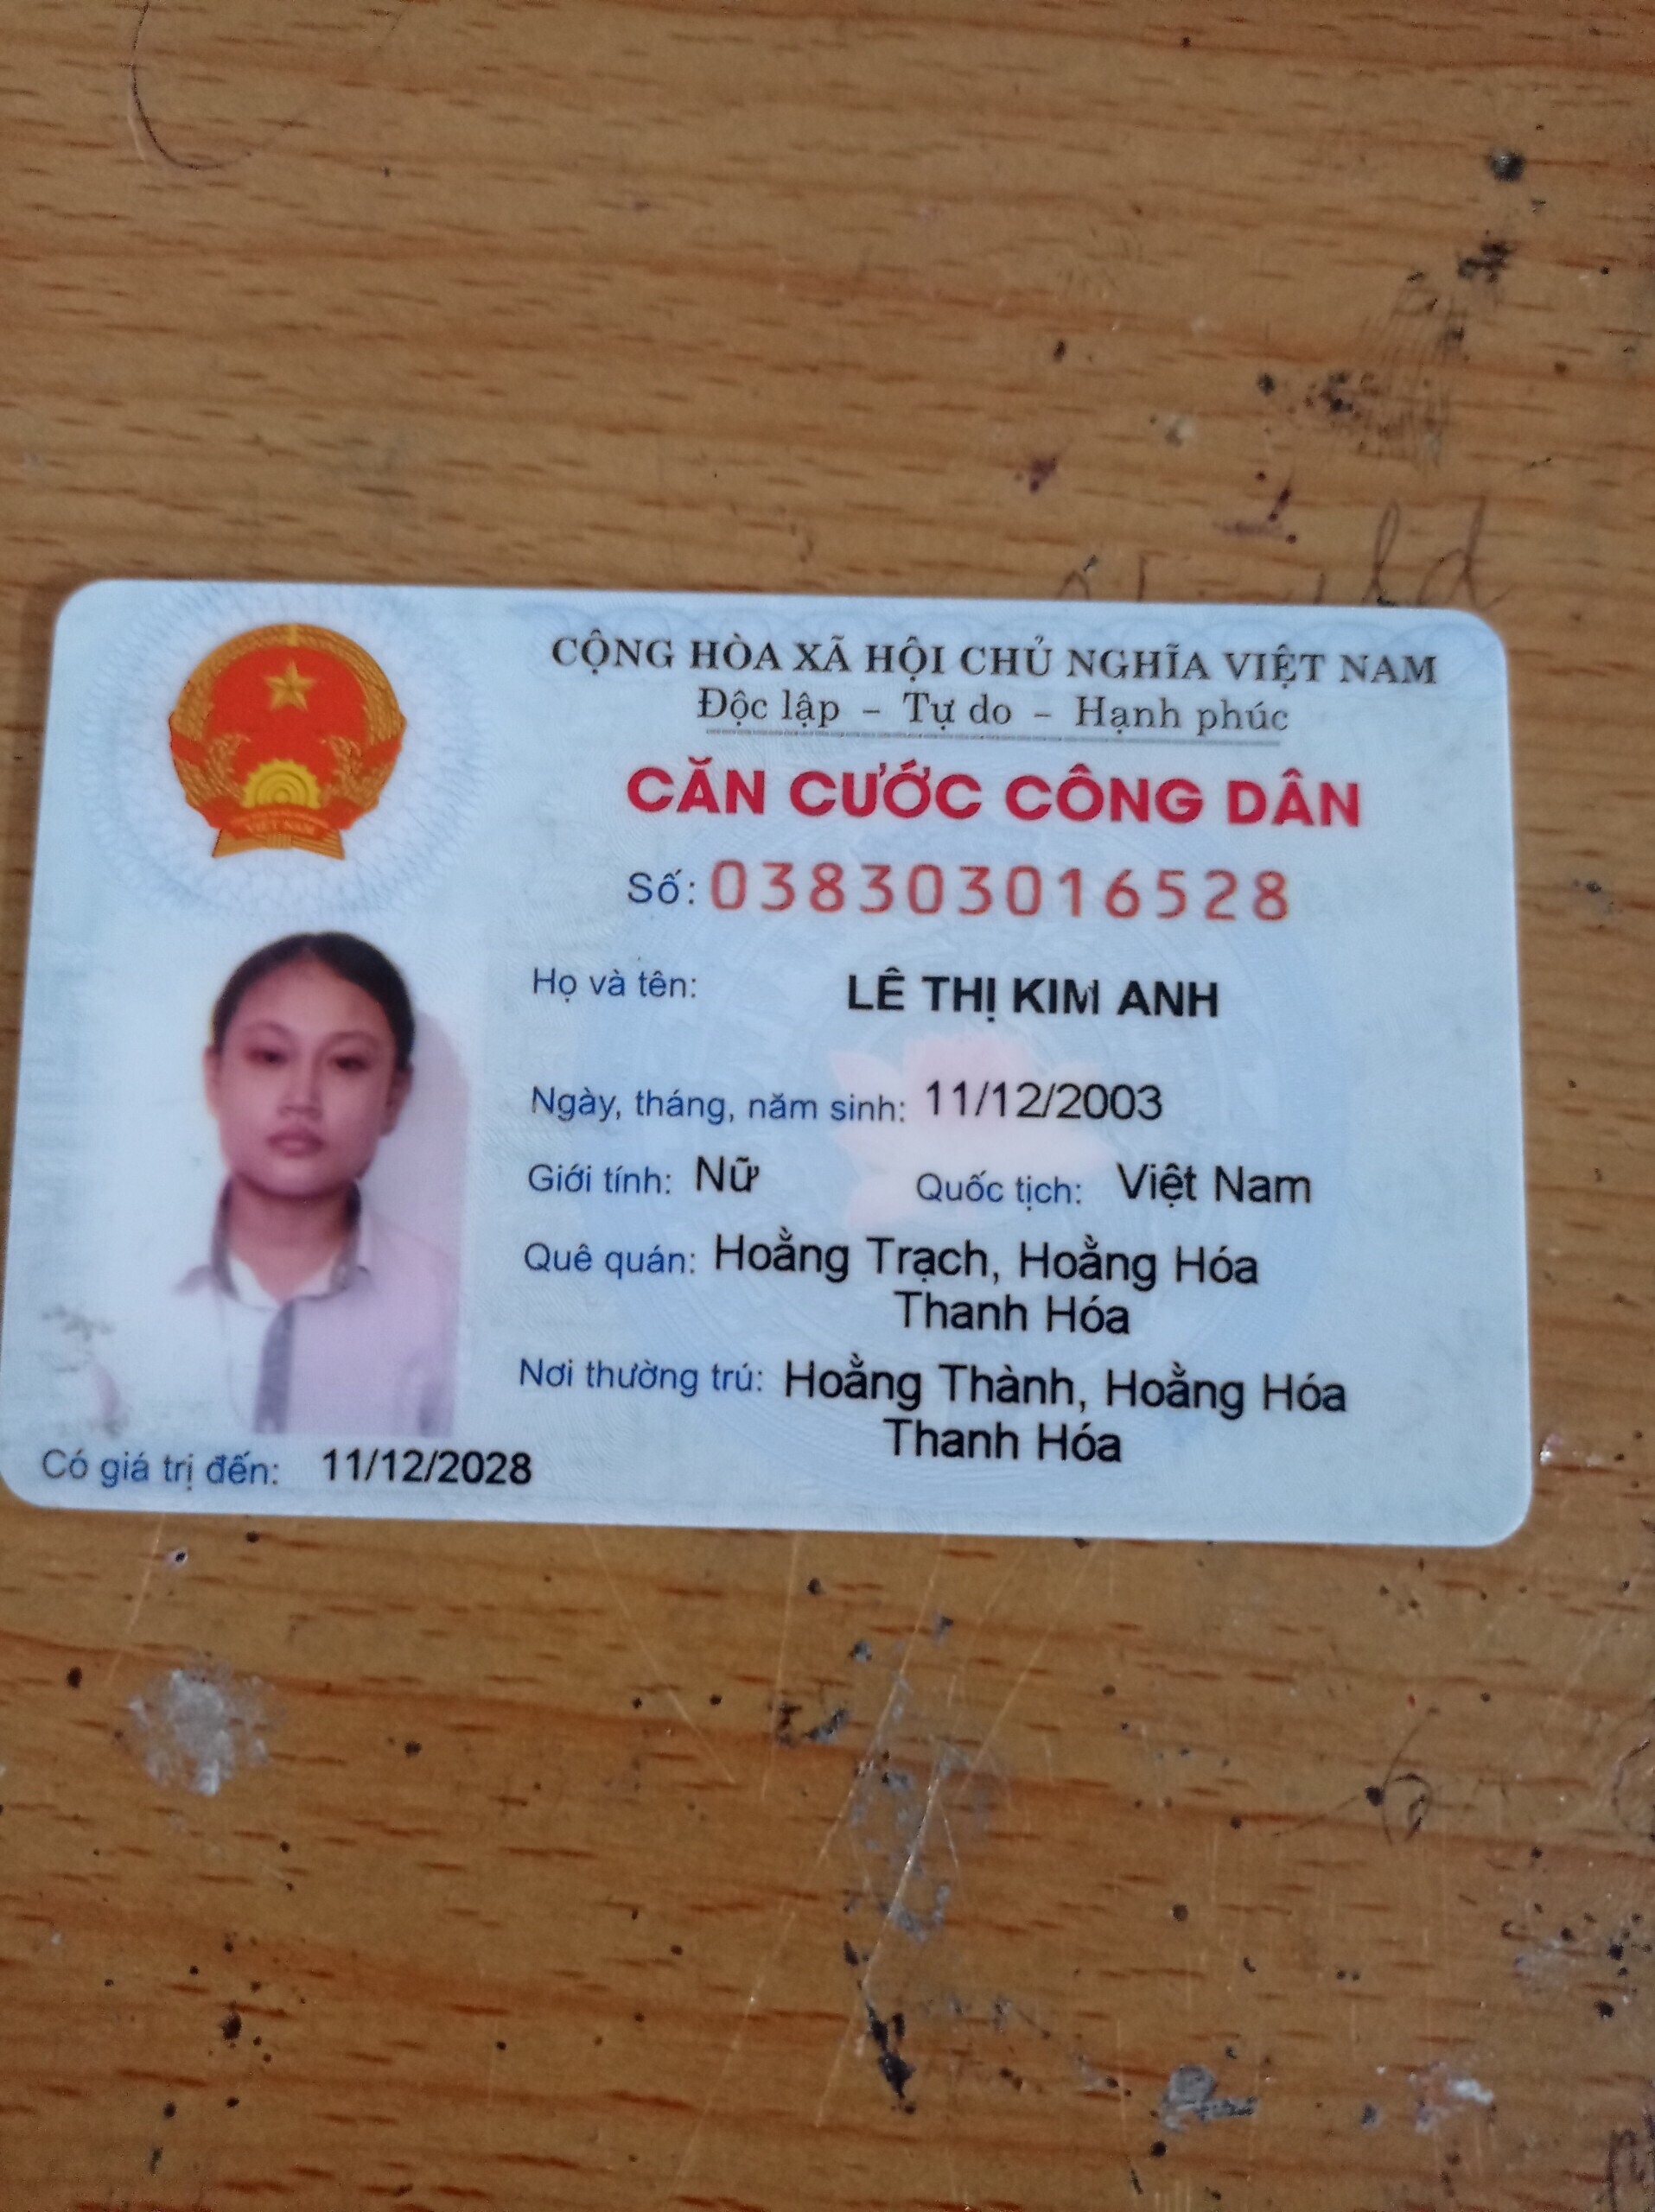 CỘNG HÒA XÃ HỘI CHỦ NGHĨA VIỆT NAM
Độc lập – Tự do – Hạnh phúc
CĂN CƯỚC CÔNG DÂN
Số: 038303016528
Họ và tên: LÊ THỊ KIM ANH
Ngày, tháng, năm sinh: 11/12/2003
Giới tính: Nữ Quốc tịch: Việt Nam
Quê quán: Hoằng Trạch, Hoằng Hóa
Thanh Hóa
Nơi thường trú: Hoằng Thành, Hoằng Hóa
Thanh Hóa
Có giá trị đến: 11/12/2028